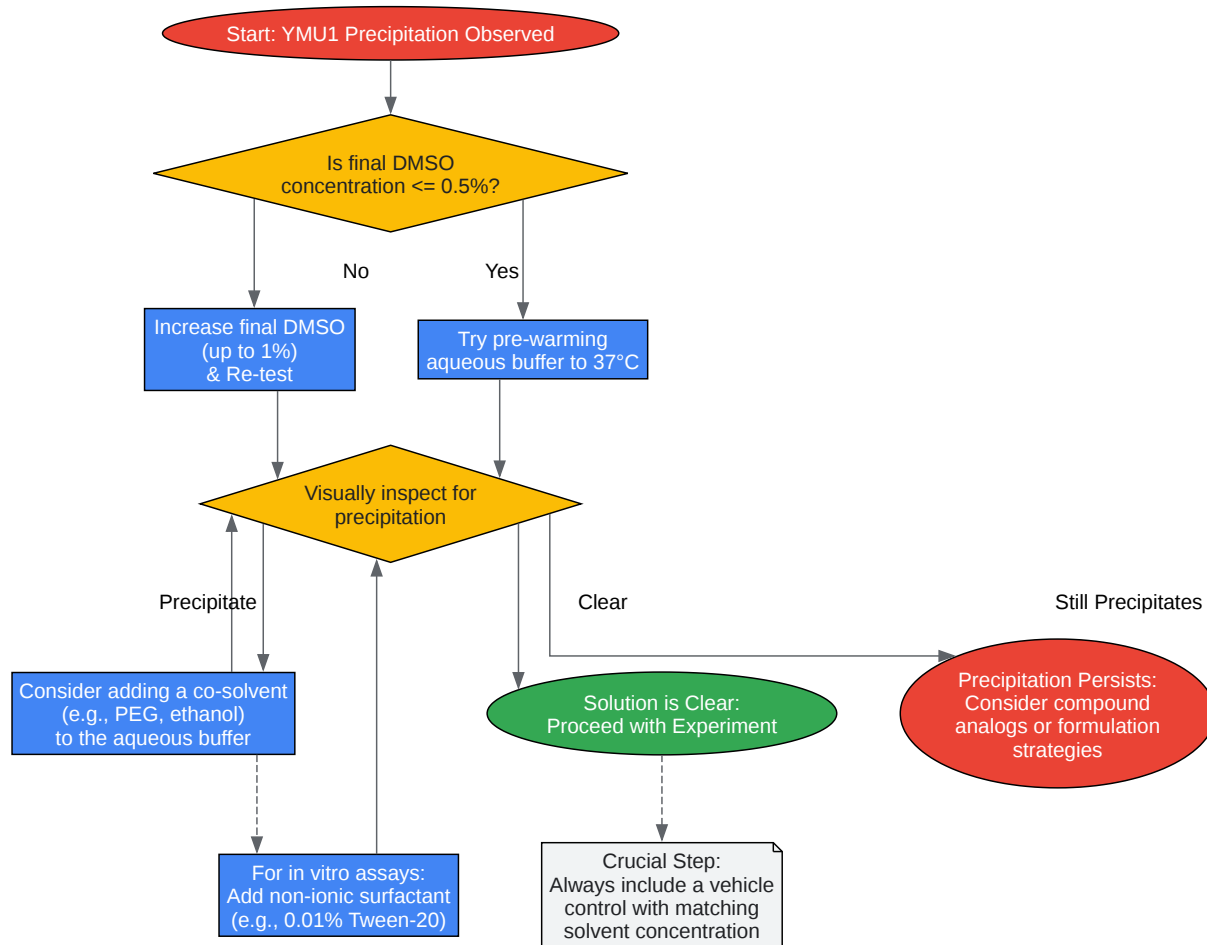 Start: YMU1 Precipitation Observed
Is final DMSO
concentration <= 0.5%?
No
Yes
Increase final DMSO
(up to 1%)
& Re-test
Try pre-warming
aqueous buffer to 37°C
Visually inspect for
precipitation
Precipitate
Clear
Still Precipitates
Consider adding a co-solvent
(e.g., PEG, ethanol)
to the aqueous buffer
Solution is Clear:
Proceed with Experiment
Precipitation Persists:
Consider compound
analogs or formulation
strategies
For in vitro assays:
Add non-ionic surfactant
(e.g., 0.01% Tween-20)
Crucial Step:
Always include a vehicle
control with matching
solvent concentration